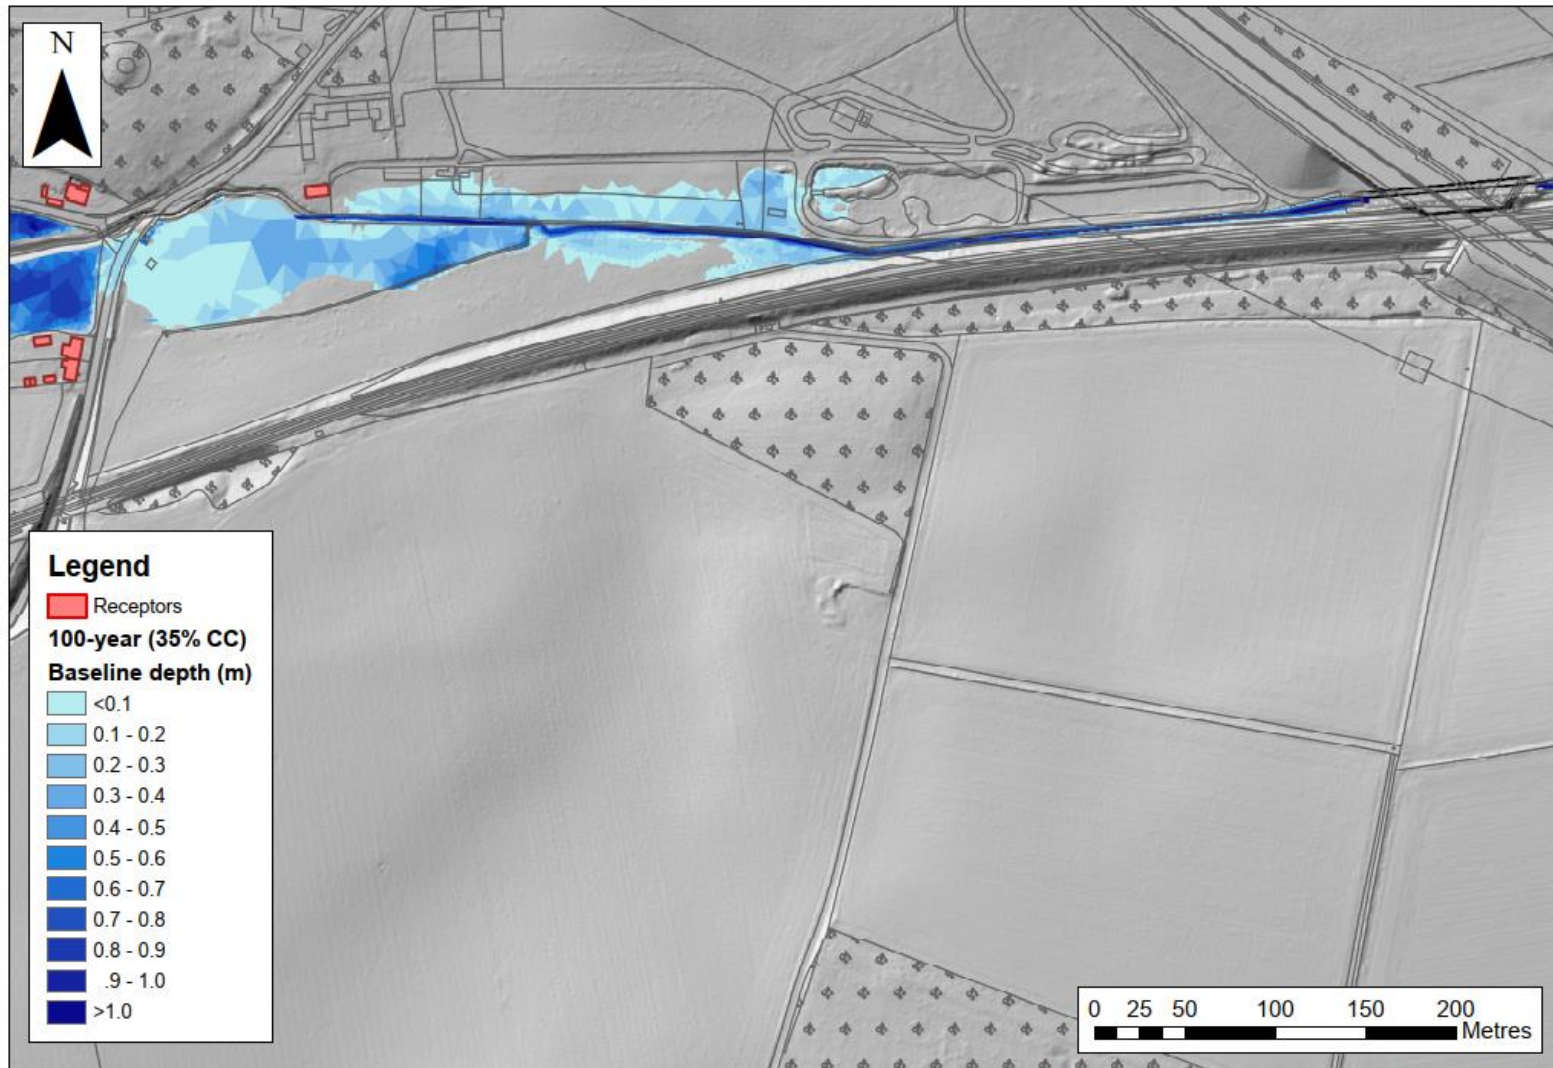 N
Legend
Receptors
100-year (35% CC)
Baseline depth (m)
<0.1
0.1 - 0.2
0.2 - 0.3
0.3 - 0.4
0.4 - 0.5
0.5 - 0.6
0.6 - 0.7
0.7 - 0.8
0.8 - 0.9
.9 - 1.0
>1.0
0 25 50 100 150 200
Metres